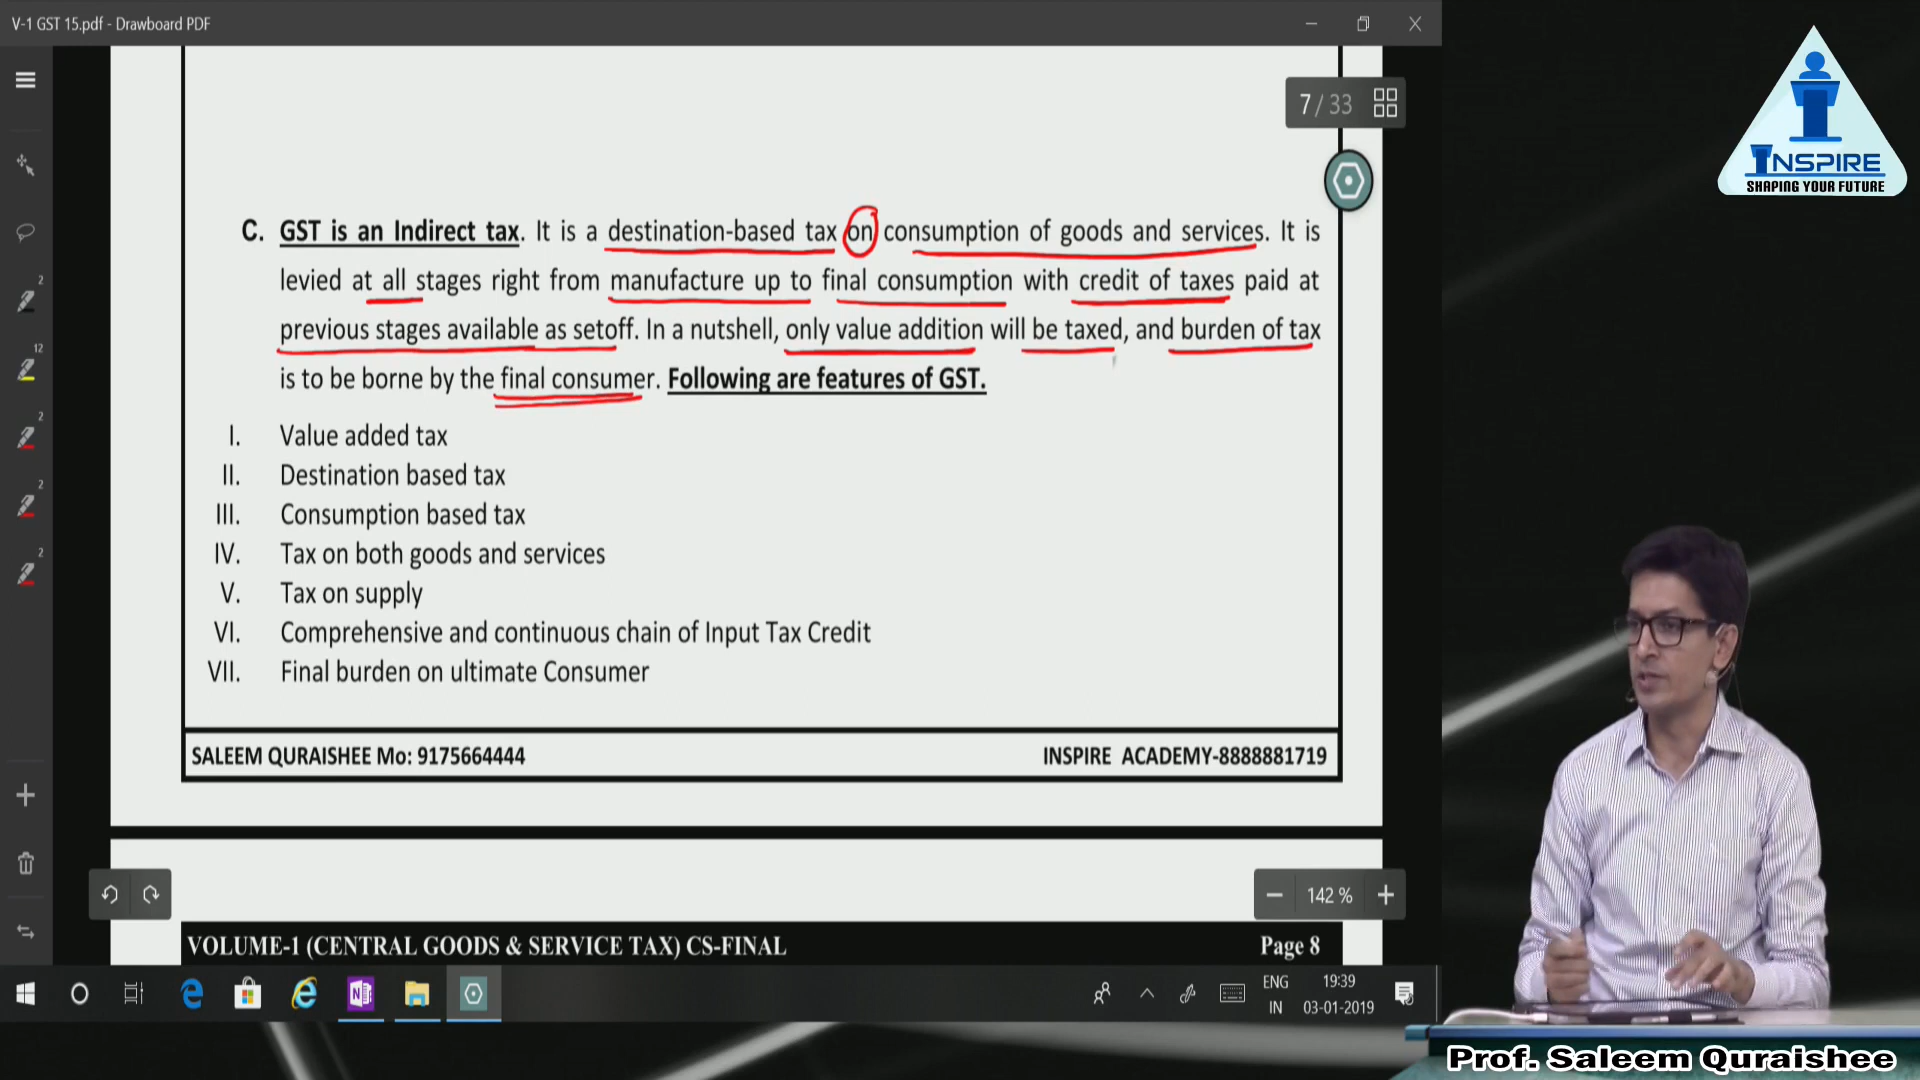 V-1 GST 15.pdf - Drawboard PDF
7 / 33
INSPIRE
SHAPING YOUR FUTURE
C. GST is an Indirect tax. It is a destination-based tax on consumption of goods and services. It is
levied at all stages right from manufacture up to final consumption with credit of taxes paid at
previous stages available as setoff. In a nutshell, only value addition will be taxed, and burden of tax
is to be borne by the final consumer. Following are features of GST.
I. Value added tax
II. Destination based tax
III. Consumption based tax
IV. Tax on both goods and services
V. Tax on supply
VI. Comprehensive and continuous chain of Input Tax Credit
VII. Final burden on ultimate Consumer
SALEEM QURAISHEE Mo: 9175664444
INSPIRE ACADEMY-8888881719
2
12
2
2
2
142 %
VOLUME-1 (CENTRAL GOODS & SERVICE TAX) CS-FINAL
Page 8
ENG
IN
19:39
03-01-2019
Prof. Saleem Quraishee